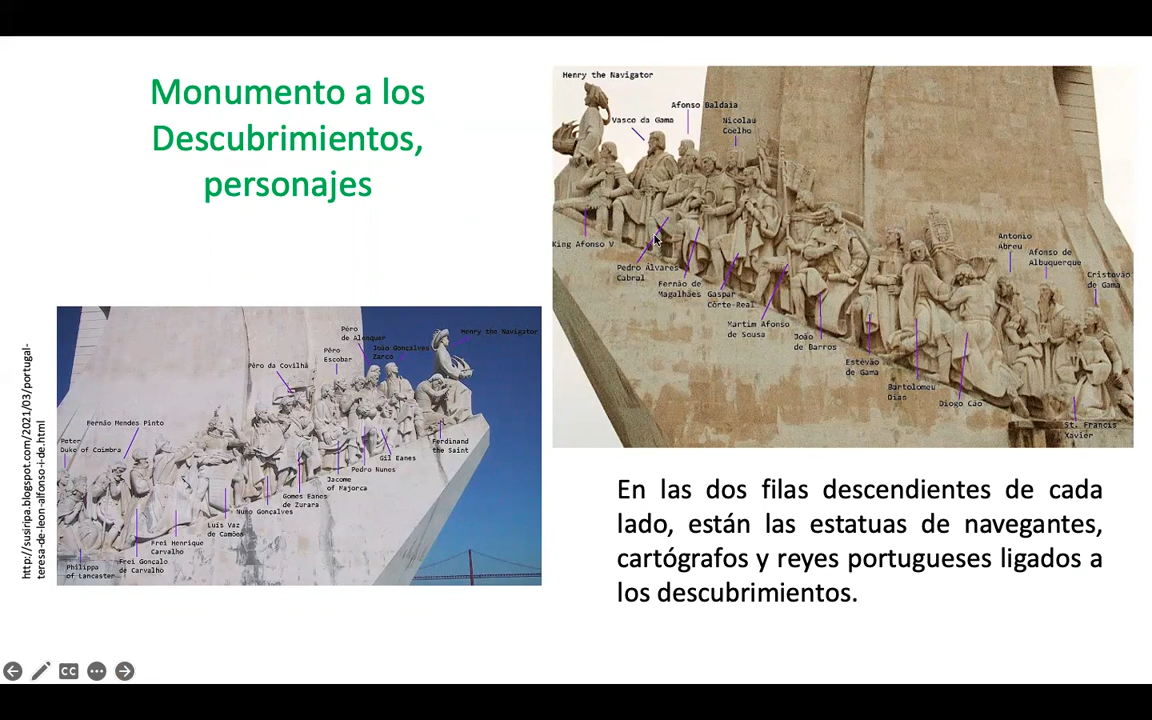 Monumento a los
Descubrimientos,
personajes
Henry the Navigator
Afonso Baldaia
Vasco da Gama
Nicolau
Coelho
King Afonso V
Pedro Álvares
Cabral
Fernão de
Magalhães
Gaspar
Côrte-Real
Martim Afonso
de Sousa
João
de Barros
Estêvão
de Gama
Bartolomeu
Dias
Diogo Cão
Antonio
Abreu
Afonso de
Albuquerque
Cristovão
de Gama
St. Francis
Xavier
http://susiripa.blogspot.com/2021/03/portugal-
teresa-de-leon-alfonso-i-de.html
Péro
de Alenquer
Henry the Navigator
João Gonçalves
Zarco
Pêro
Escobar
Pêro da Covilhã
Fernão Mendes Pinto
Peter
Duke of Coimbra
Ferdinand
the Saint
Gil Eanes
Pedro Nunes
Jacome
of Majorca
Gomes Eanes
de Zurara
Nuno Gonçalves
Luís Vaz
de Camões
Frei Henrique
Carvalho
Frei Goncalo
de Carvalho
Philippa
of Lancaster
En las dos filas descendientes de cada
lado, están las estatuas de navegantes,
cartógrafos y reyes portugueses ligados a
los descubrimientos.
CC